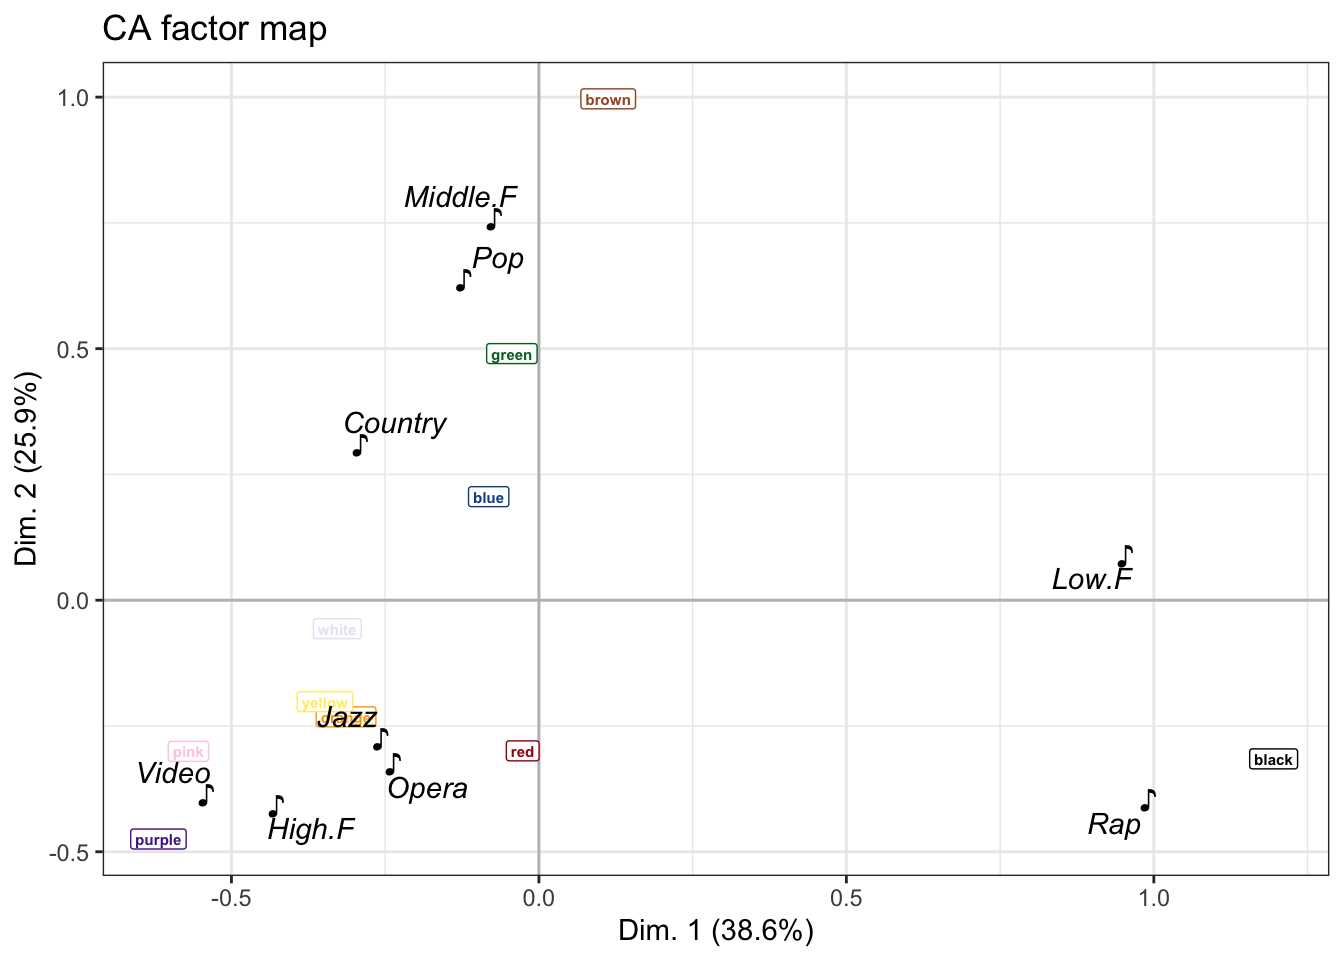 CA factor map
1.0
brown
Middle.F
Pop
0.5
green
Country
Dim. 2 (25.9%)
blue
Low.F
0.0
white
yellow
Jazz
orange
pink
red
black
Video
Opera
High.F
Rap
purple
-0.5
-0.5
0.0
0.5
1.0
Dim. 1 (38.6%)